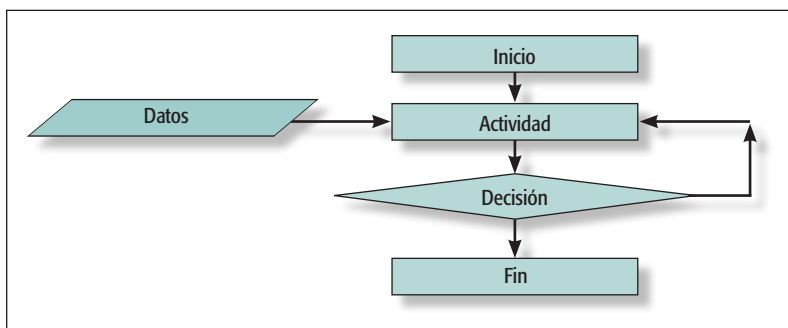 Inicio
Datos
Actividad
Decisión
Fin